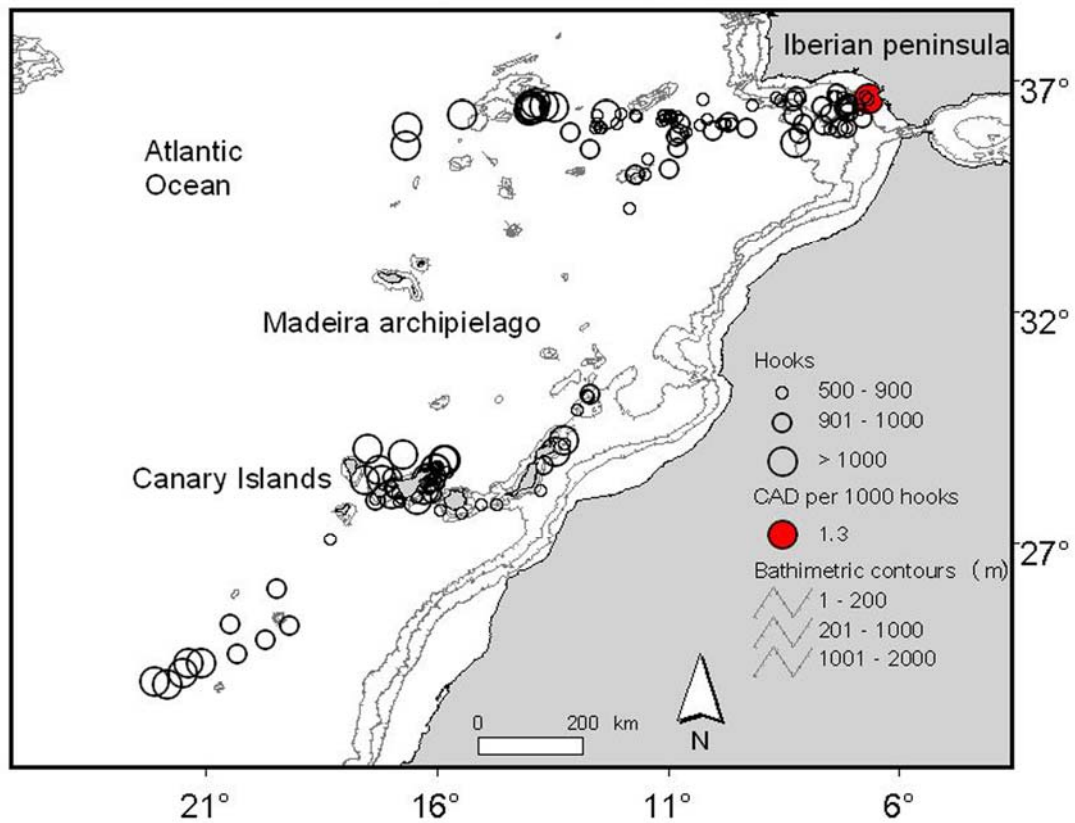 Iberian peninsula
37°
Atlantic
Ocean
32°
Madeira archipielago
Hooks
500 - 900
901 - 1000
> 1000
Canary Islands
CAD per 1000 hooks
1.3
27°
Bathimetric contours (m)
1 - 200
201 - 1000
1001 - 2000
0 200 km
N
21° 16° 11° 6°